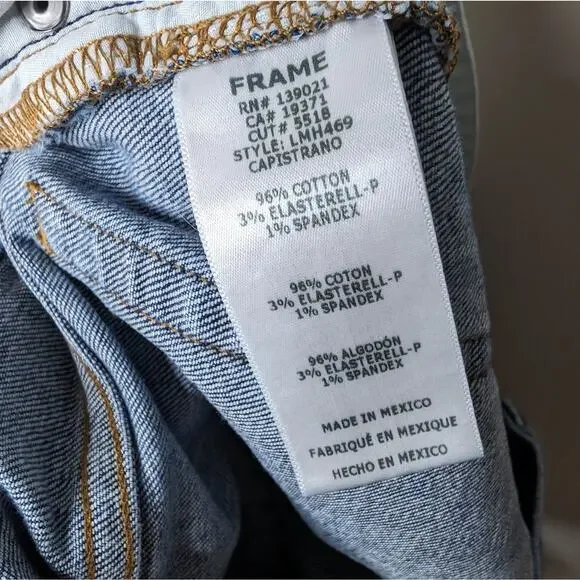 FRAME
RN# 139021
CA# 19371
CUT# 5518
STYLE: LMH469
CAPISTRANO
96% COTTON
3% ELASTERELL-P
1% SPANDEX
96% COTON
3% ELASTERELL-P
1% SPANDEX
96% ALGODÓN
3% ELASTERELL-P
1% SPANDEX
MADE IN MEXICO
FABRIQUÉ EN MEXIQUE
HECHO EN MEXICO